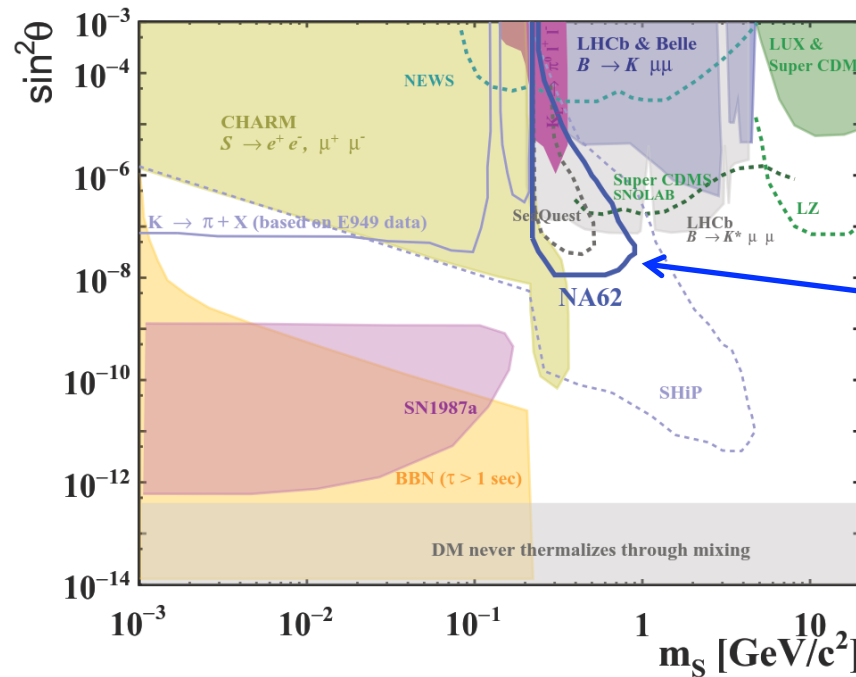 sin²θ
10⁻³
10⁻⁴
10⁻⁶
10⁻⁸
10⁻¹⁰
10⁻¹²
10⁻¹⁴
NEWS
LHCb & Belle
B → K μμ
LUX &
Super CDM
K → π⁰ l⁺ l⁻
CHARM
S → e⁺ e⁻, μ⁺ μ⁻
Super CDMS
SNOLAB
K → π + X (based on E949 data)
LHCb
B → K* μ μ
LZ
NA62
SHiP
SN1987a
BBN (τ > 1 sec)
DM never thermalizes through mixing
10⁻³
10⁻²
10⁻¹
1
10
m_S [GeV/c²]